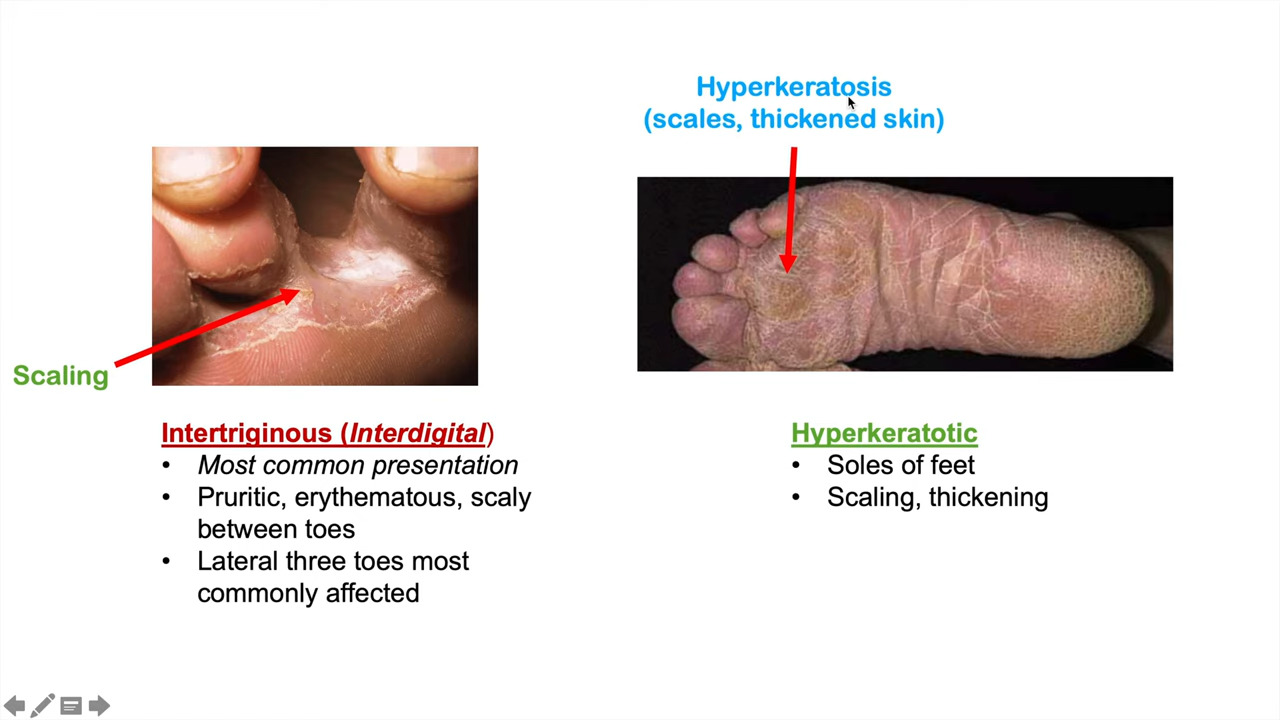 Hyperkeratosis
(scales, thickened skin)
Scaling
Intertriginous (Interdigital)
• Most common presentation
• Pruritic, erythematous, scaly
between toes
• Lateral three toes most
commonly affected
Hyperkeratotic
• Soles of feet
• Scaling, thickening